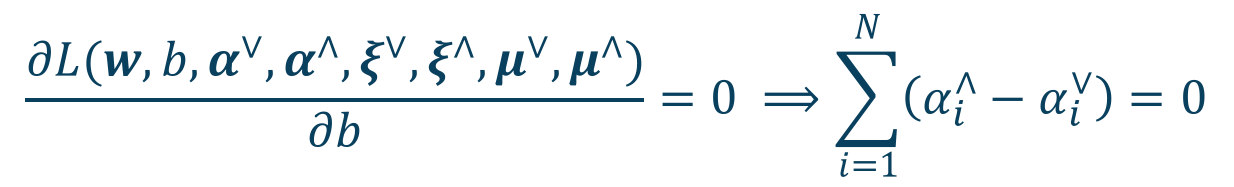 ∂L(w, b, α^∨, α^∧, ξ^∨, ξ^∧, μ^∨, μ^∧)/∂b = 0 ⟹ ∑_{i=1}^{N} (α_i^∧ − α_i^∨) = 0